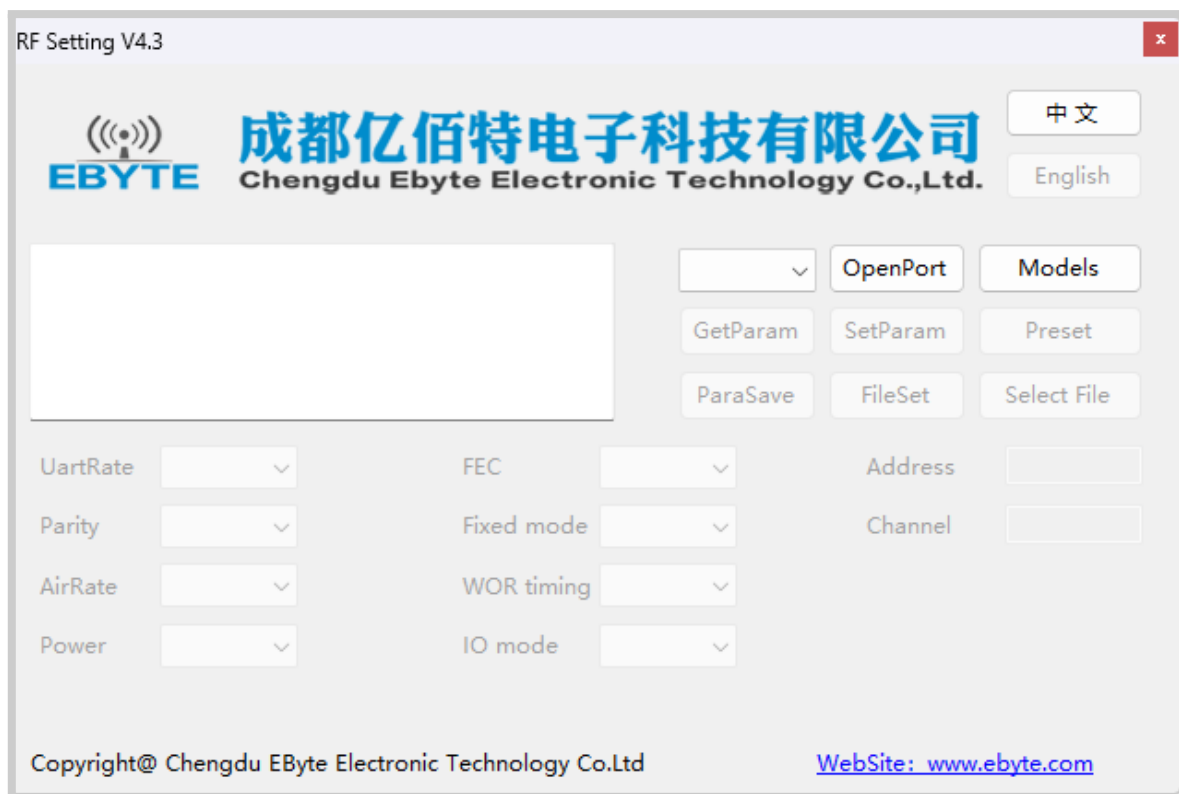 RF Setting V4.3
x
EBYTE
成都亿佰特电子科技有限公司
Chengdu Ebyte Electronic Technology Co.,Ltd.
中文
English
OpenPort
Models
GetParam
SetParam
Preset
ParaSave
FileSet
Select File
UartRate
FEC
Address
Parity
Fixed mode
Channel
AirRate
WOR timing
Power
IO mode
Copyright@ Chengdu EByte Electronic Technology Co.Ltd
WebSite：www.ebyte.com